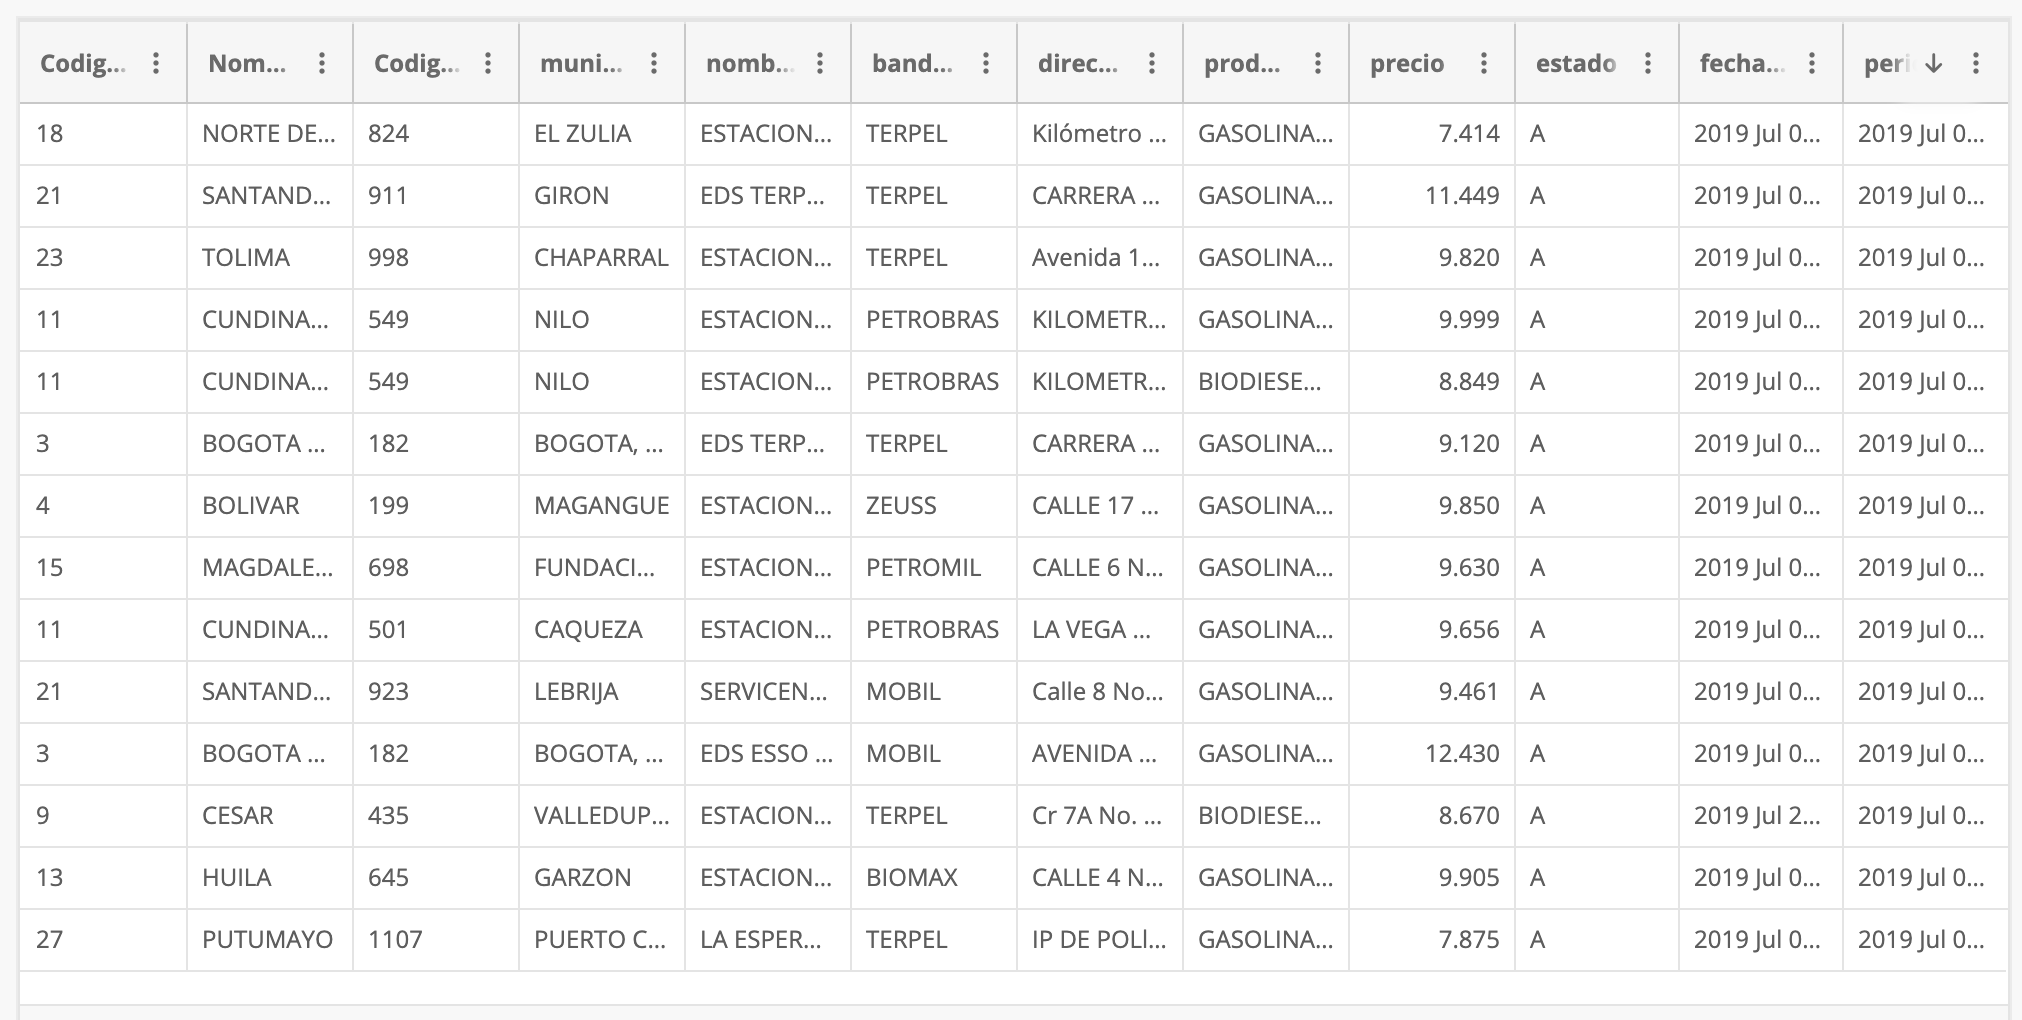 Codig... Nom... Codig... muni... nomb... band... direc... prod... precio estado fecha... peri
18 NORTE DE... 824 EL ZULIA ESTACION... TERPEL Kilómetro ... GASOLINA... 7.414 A 2019 Jul 0... 2019 Jul 0...
21 SANTAND... 911 GIRON EDS TERP... TERPEL CARRERA ... GASOLINA... 11.449 A 2019 Jul 0... 2019 Jul 0...
23 TOLIMA 998 CHAPARRAL ESTACION... TERPEL Avenida 1... GASOLINA... 9.820 A 2019 Jul 0... 2019 Jul 0...
11 CUNDINA... 549 NILO ESTACION... PETROBRAS KILOMETR... GASOLINA... 9.999 A 2019 Jul 0... 2019 Jul 0...
11 CUNDINA... 549 NILO ESTACION... PETROBRAS KILOMETR... BIODIESE... 8.849 A 2019 Jul 0... 2019 Jul 0...
3 BOGOTA ... 182 BOGOTA, ... EDS TERP... TERPEL CARRERA ... GASOLINA... 9.120 A 2019 Jul 0... 2019 Jul 0...
4 BOLIVAR 199 MAGANGUE ESTACION... ZEUSS CALLE 17 ... GASOLINA... 9.850 A 2019 Jul 0... 2019 Jul 0...
15 MAGDALE... 698 FUNDACI... ESTACION... PETROMIL CALLE 6 N... GASOLINA... 9.630 A 2019 Jul 0... 2019 Jul 0...
11 CUNDINA... 501 CAQUEZA ESTACION... PETROBRAS LA VEGA ... GASOLINA... 9.656 A 2019 Jul 0... 2019 Jul 0...
21 SANTAND... 923 LEBRIJA SERVICEN... MOBIL Calle 8 No... GASOLINA... 9.461 A 2019 Jul 0... 2019 Jul 0...
3 BOGOTA ... 182 BOGOTA, ... EDS ESSO ... MOBIL AVENIDA ... GASOLINA... 12.430 A 2019 Jul 0... 2019 Jul 0...
9 CESAR 435 VALLEDUP... ESTACION... TERPEL Cr 7A No. ... BIODIESE... 8.670 A 2019 Jul 2... 2019 Jul 0...
13 HUILA 645 GARZON ESTACION... BIOMAX CALLE 4 N... GASOLINA... 9.905 A 2019 Jul 0... 2019 Jul 0...
27 PUTUMAYO 1107 PUERTO C... LA ESPER... TERPEL IP DE POLI... GASOLINA... 7.875 A 2019 Jul 0... 2019 Jul 0...